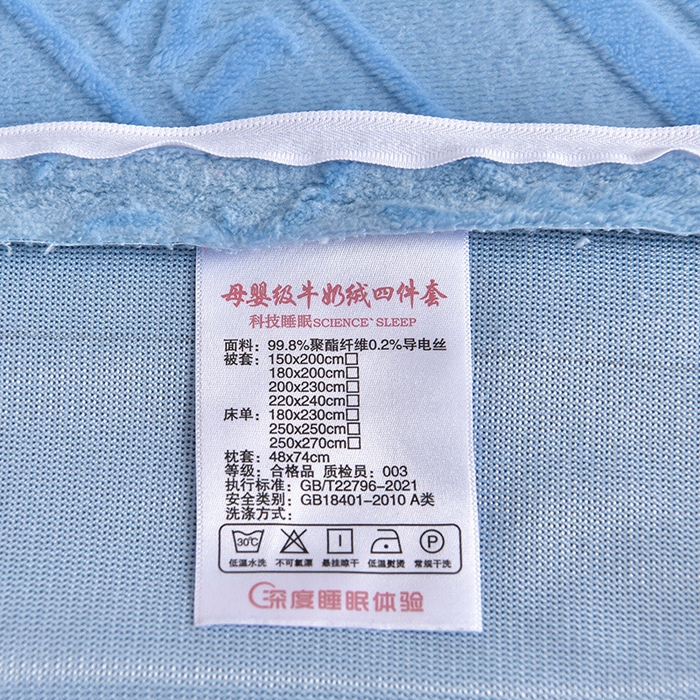 母婴级牛奶绒四件套
科技睡眠SCIENCE SLEEP
面料：99.8%聚酯纤维0.2%导电丝
被套：150x200cm□
180x200cm□
200x230cm□
220x240cm□
床单：180x230cm□
250x250cm□
250x270cm□
枕套：48x74cm
等级：合格品 质检员：003
执行标准：GB/T22796-2021
安全类别：GB18401-2010 A类
洗涤方式：
30℃ P
低温水洗 不可氯漂 悬挂晾干 低温熨烫 常规干洗
深度睡眠体验